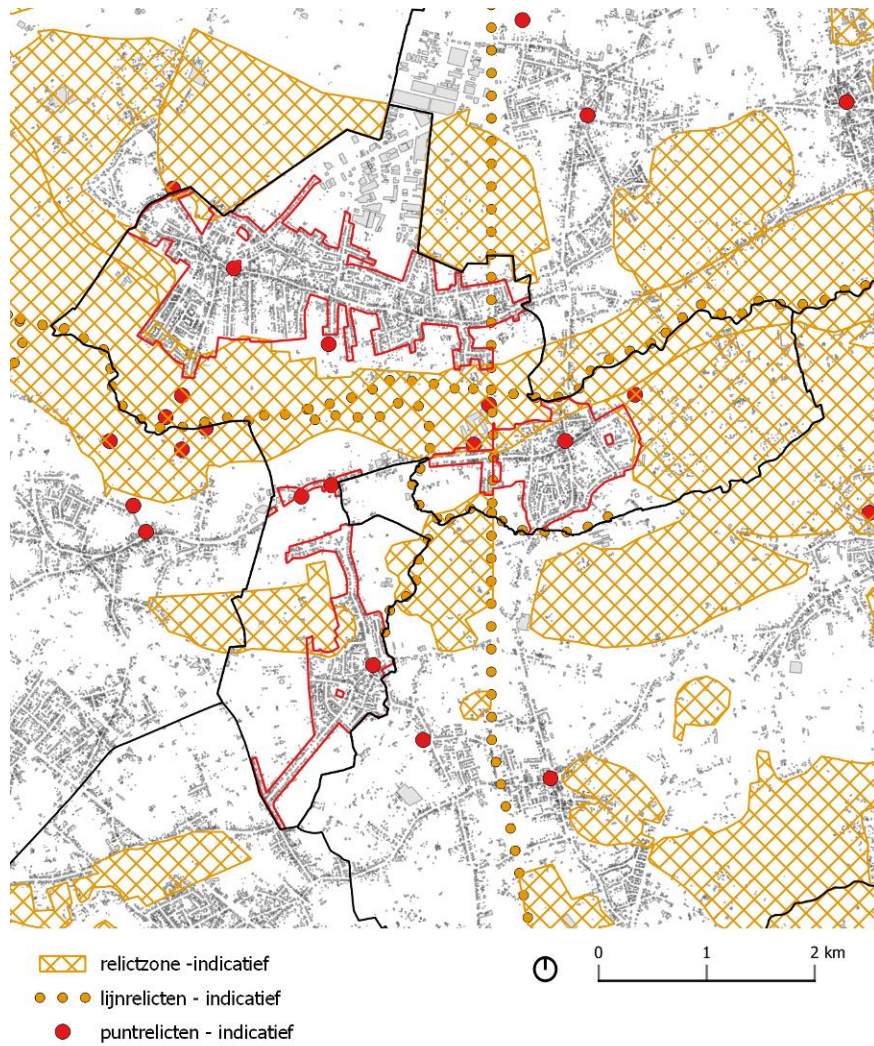 relictzone -indicatief
lijnrelicten - indicatief
puntrelicten - indicatief
0 1 2 km